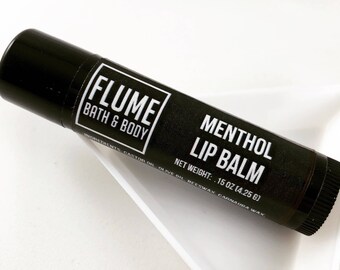 FLUME
BATH & BODY
MENTHOL
LIP BALM
NET WEIGHT: .15 OZ (4.25 G)